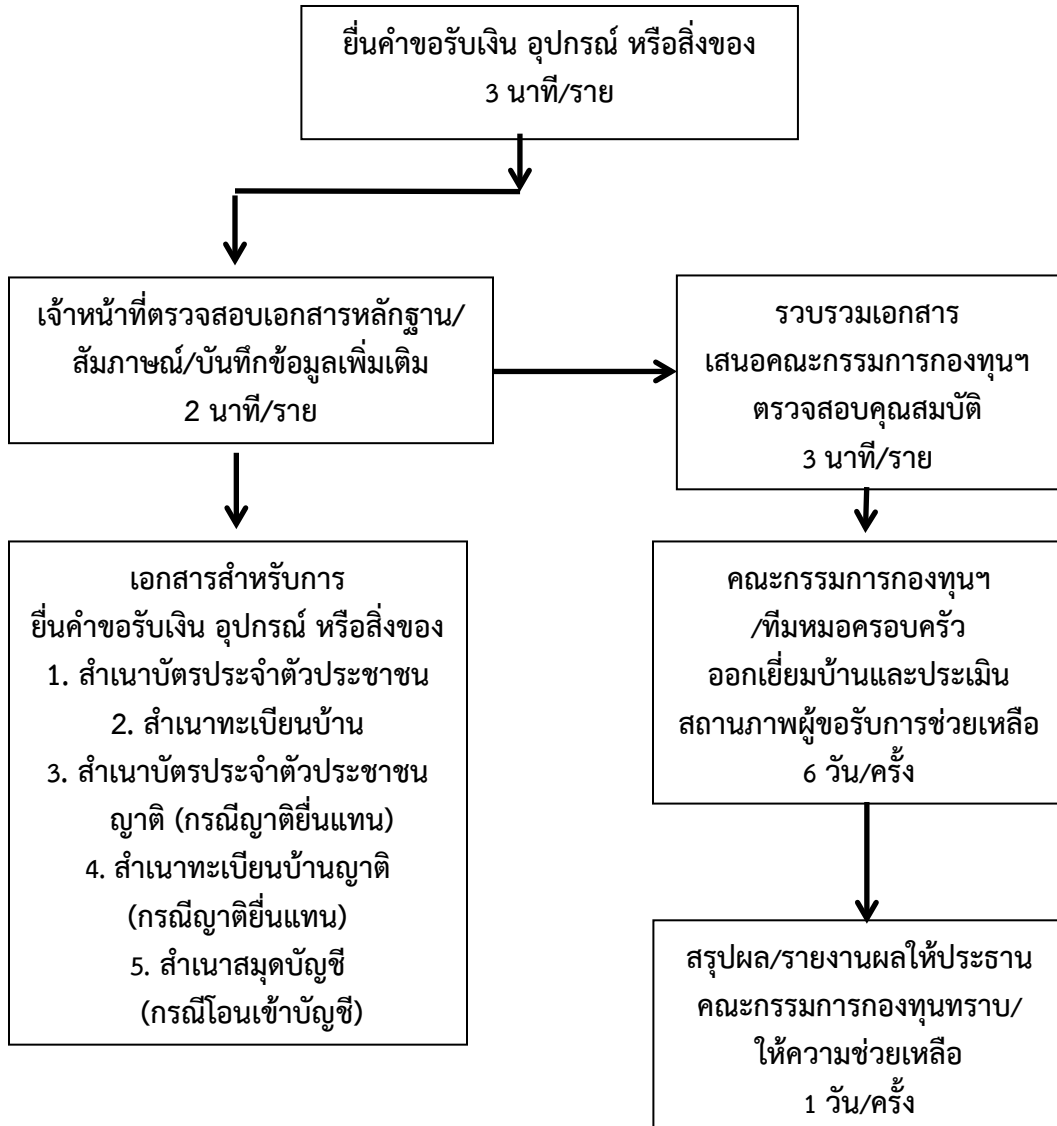 ยื่นคำขอรับเงิน อุปกรณ์ หรือสิ่งของ
3 นาที/ราย
เจ้าหน้าที่ตรวจสอบเอกสารหลักฐาน/
สัมภาษณ์/บันทึกข้อมูลเพิ่มเติม
2 นาที/ราย
รวบรวมเอกสาร
เสนอคณะกรรมการกองทุนฯ
ตรวจสอบคุณสมบัติ
3 นาที/ราย
เอกสารสำหรับการ
ยื่นคำขอรับเงิน อุปกรณ์ หรือสิ่งของ
1. สำเนาบัตรประจำตัวประชาชน
2. สำเนาทะเบียนบ้าน
3. สำเนาบัตรประจำตัวประชาชน
ญาติ (กรณีญาติยื่นแทน)
4. สำเนาทะเบียนบ้านญาติ
(กรณีญาติยื่นแทน)
5. สำเนาสมุดบัญชี
(กรณีโอนเข้าบัญชี)
คณะกรรมการกองทุนฯ
/ทีมหมอครอบครัว
ออกเยี่ยมบ้านและประเมิน
สถานภาพผู้ขอรับการช่วยเหลือ
6 วัน/ครั้ง
สรุปผล/รายงานผลให้ประธาน
คณะกรรมการกองทุนทราบ/
ให้ความช่วยเหลือ
1 วัน/ครั้ง